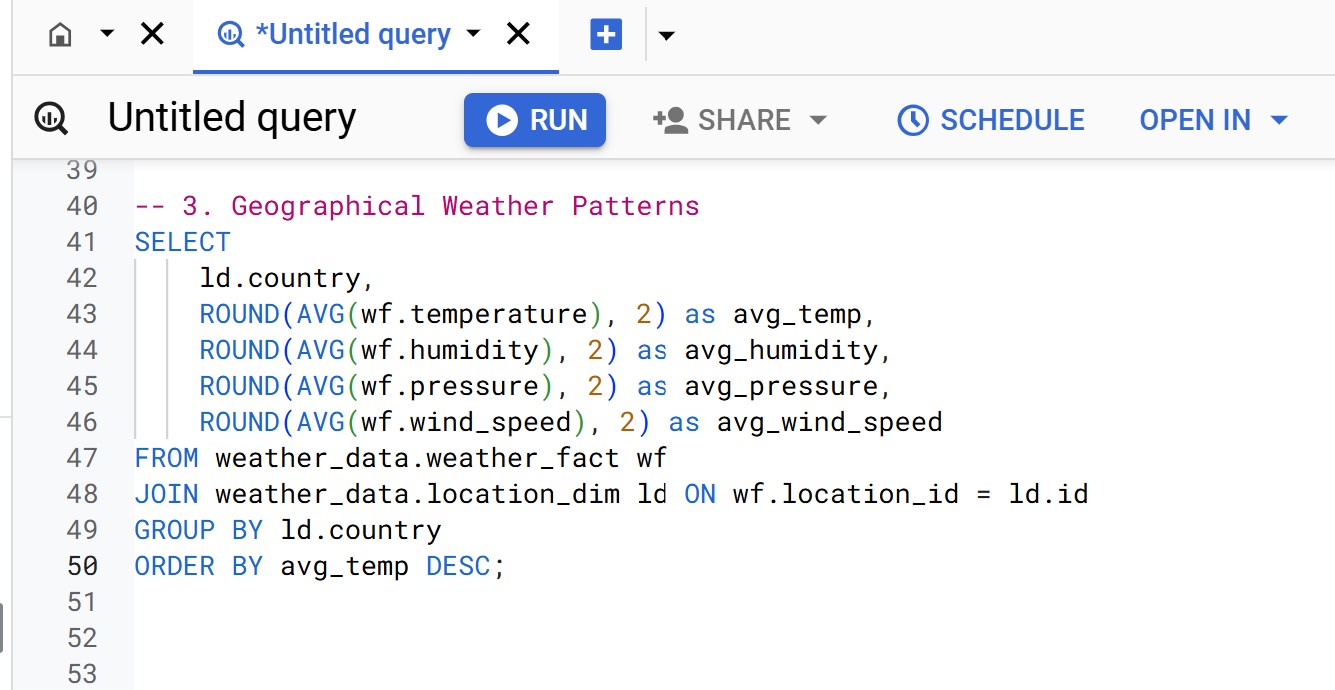 *Untitled query
Untitled query RUN SHARE SCHEDULE OPEN IN
39
40 -- 3. Geographical Weather Patterns
41 SELECT
42     ld.country,
43     ROUND(AVG(wf.temperature), 2) as avg_temp,
44     ROUND(AVG(wf.humidity), 2) as avg_humidity,
45     ROUND(AVG(wf.pressure), 2) as avg_pressure,
46     ROUND(AVG(wf.wind_speed), 2) as avg_wind_speed
47 FROM weather_data.weather_fact wf
48 JOIN weather_data.location_dim ld ON wf.location_id = ld.id
49 GROUP BY ld.country
50 ORDER BY avg_temp DESC;
51
52
53